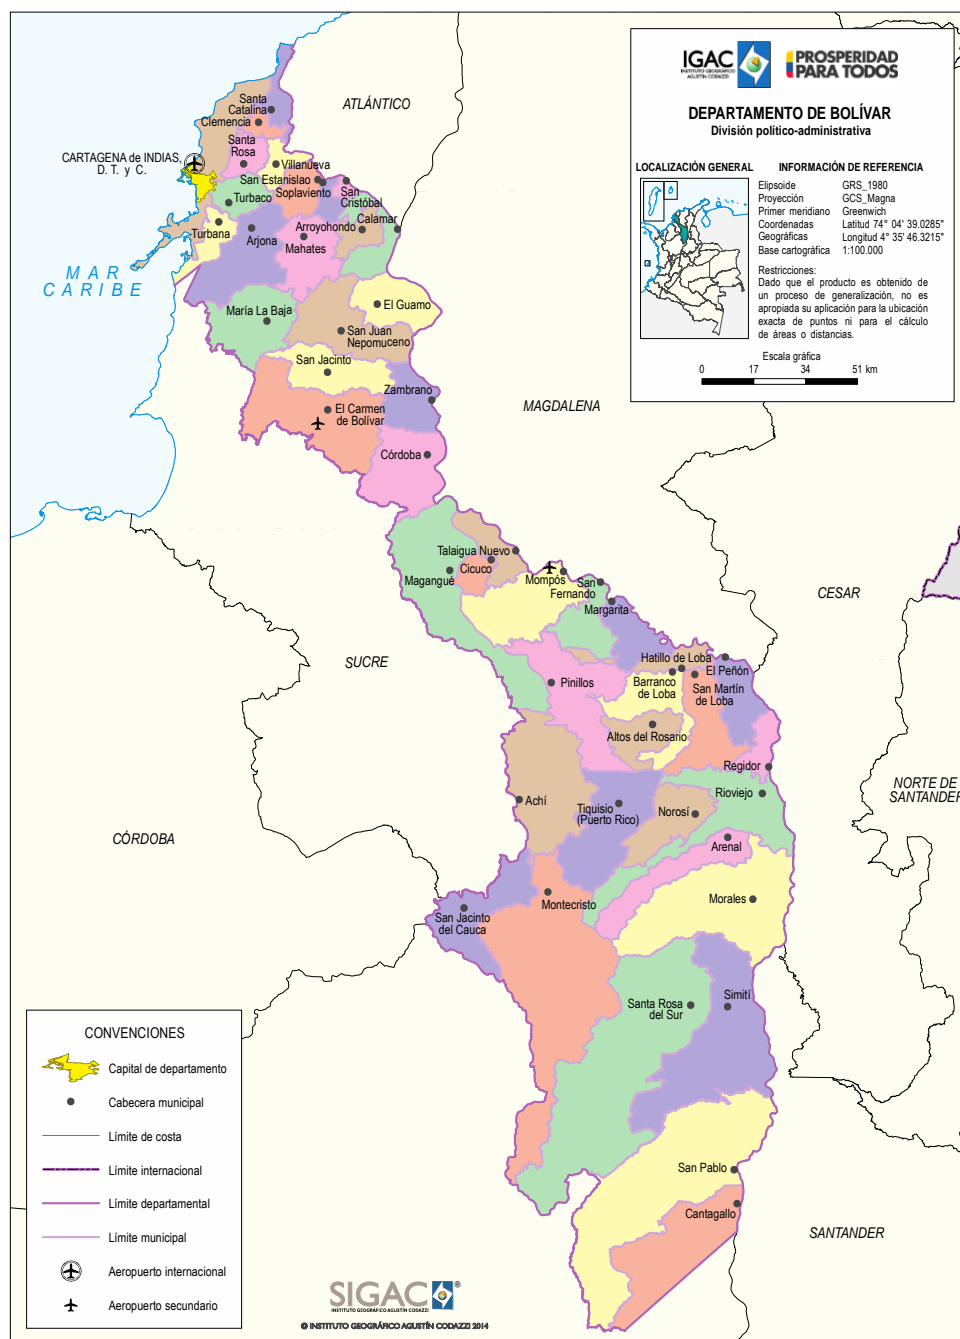 IGAC
INSTITUTO GEOGRÁFICO
AGUSTÍN CODAZZI
PROSPERIDAD
PARA TODOS
DEPARTAMENTO DE BOLÍVAR
División político-administrativa
LOCALIZACIÓN GENERAL
INFORMACIÓN DE REFERENCIA
Elipsoide GRS_1980
Proyección GCS_Magna
Primer meridiano Greenwich
Coordenadas Latitud 74° 04' 39.0285"
Geográficas Longitud 4° 35' 46.3215"
Base cartográfica 1:100.000
Restricciones:
Dado que el producto es obtenido de
un proceso de generalización, no es
apropiada su aplicación para la ubicación
exacta de puntos ni para el cálculo
de áreas o distancias.
Escala gráfica
0 17 34 51 km
ATLÁNTICO
Santa
Catalina
Clemencia
Santa
Rosa
CARTAGENA de INDIAS,
D. T. y C.
Villanueva
San Estanislao
Soplaviento
San
Cristóbal
Turbaco
Calamar
Turbana
Arjona
Arroyohondo
Mahates
MAR
CARIBE
El Guamo
María La Baja
San Juan
Nepomuceno
San Jacinto
Zambrano
El Carmen
de Bolívar
MAGDALENA
Córdoba
Talaigua Nuevo
Cicuco
Magangué
Mompós
San
Fernando
Margarita
CESAR
SUCRE
Hatillo de Loba
El Peñón
Pinillos
Barranco
de Loba
San Martín
de Loba
Altos del Rosario
Regidor
NORTE DE
SANTANDER
Rioviejo
Achí
Tiquisio
(Puerto Rico)
Norosí
CÓRDOBA
Arenal
Montecristo
Morales
San Jacinto
del Cauca
Santa Rosa
del Sur
Simití
San Pablo
Cantagallo
SANTANDER
CONVENCIONES
Capital de departamento
Cabecera municipal
Límite de costa
Límite internacional
Límite departamental
Límite municipal
Aeropuerto internacional
Aeropuerto secundario
SIGAC®
INSTITUTO GEOGRÁFICO AGUSTÍN CODAZZI
© INSTITUTO GEOGRÁFICO AGUSTÍN CODAZZI 2014